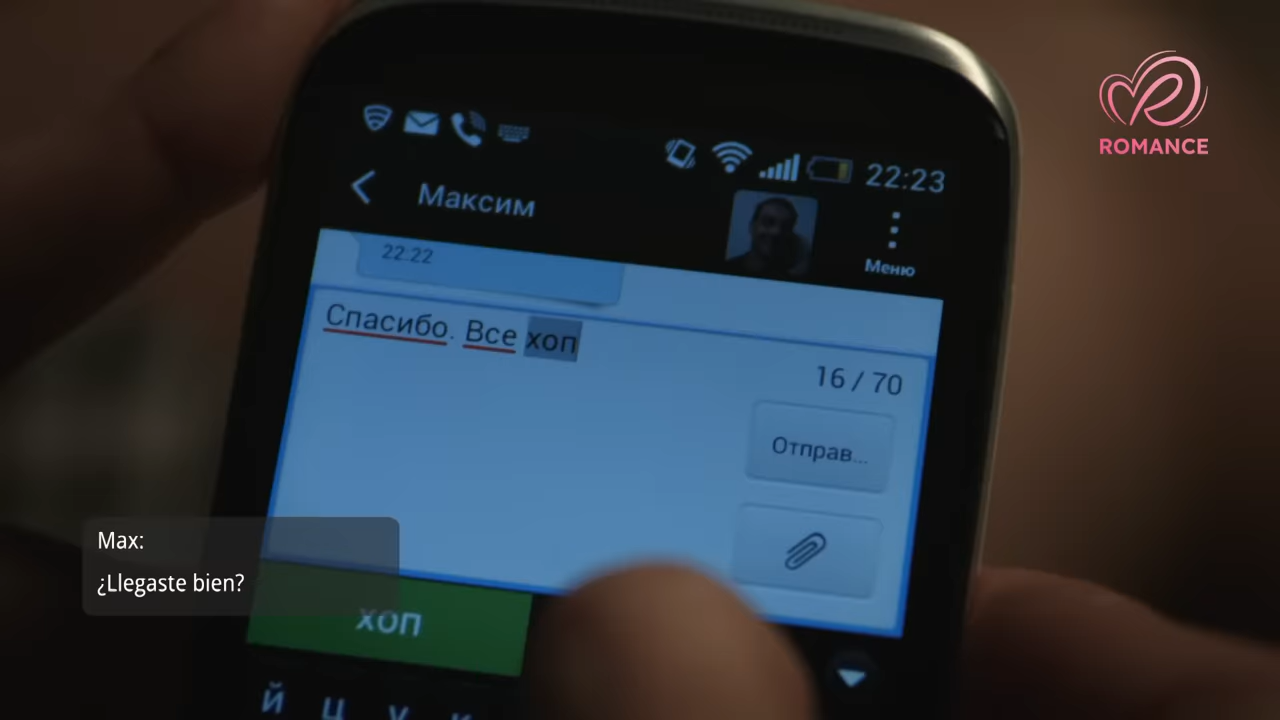 22:23
Максим
Меню
22:22
Спасибо. Все хоп
16 / 70
Отправ...
хоп
й ц у к
Max:
¿Llegaste bien?
ROMANCE